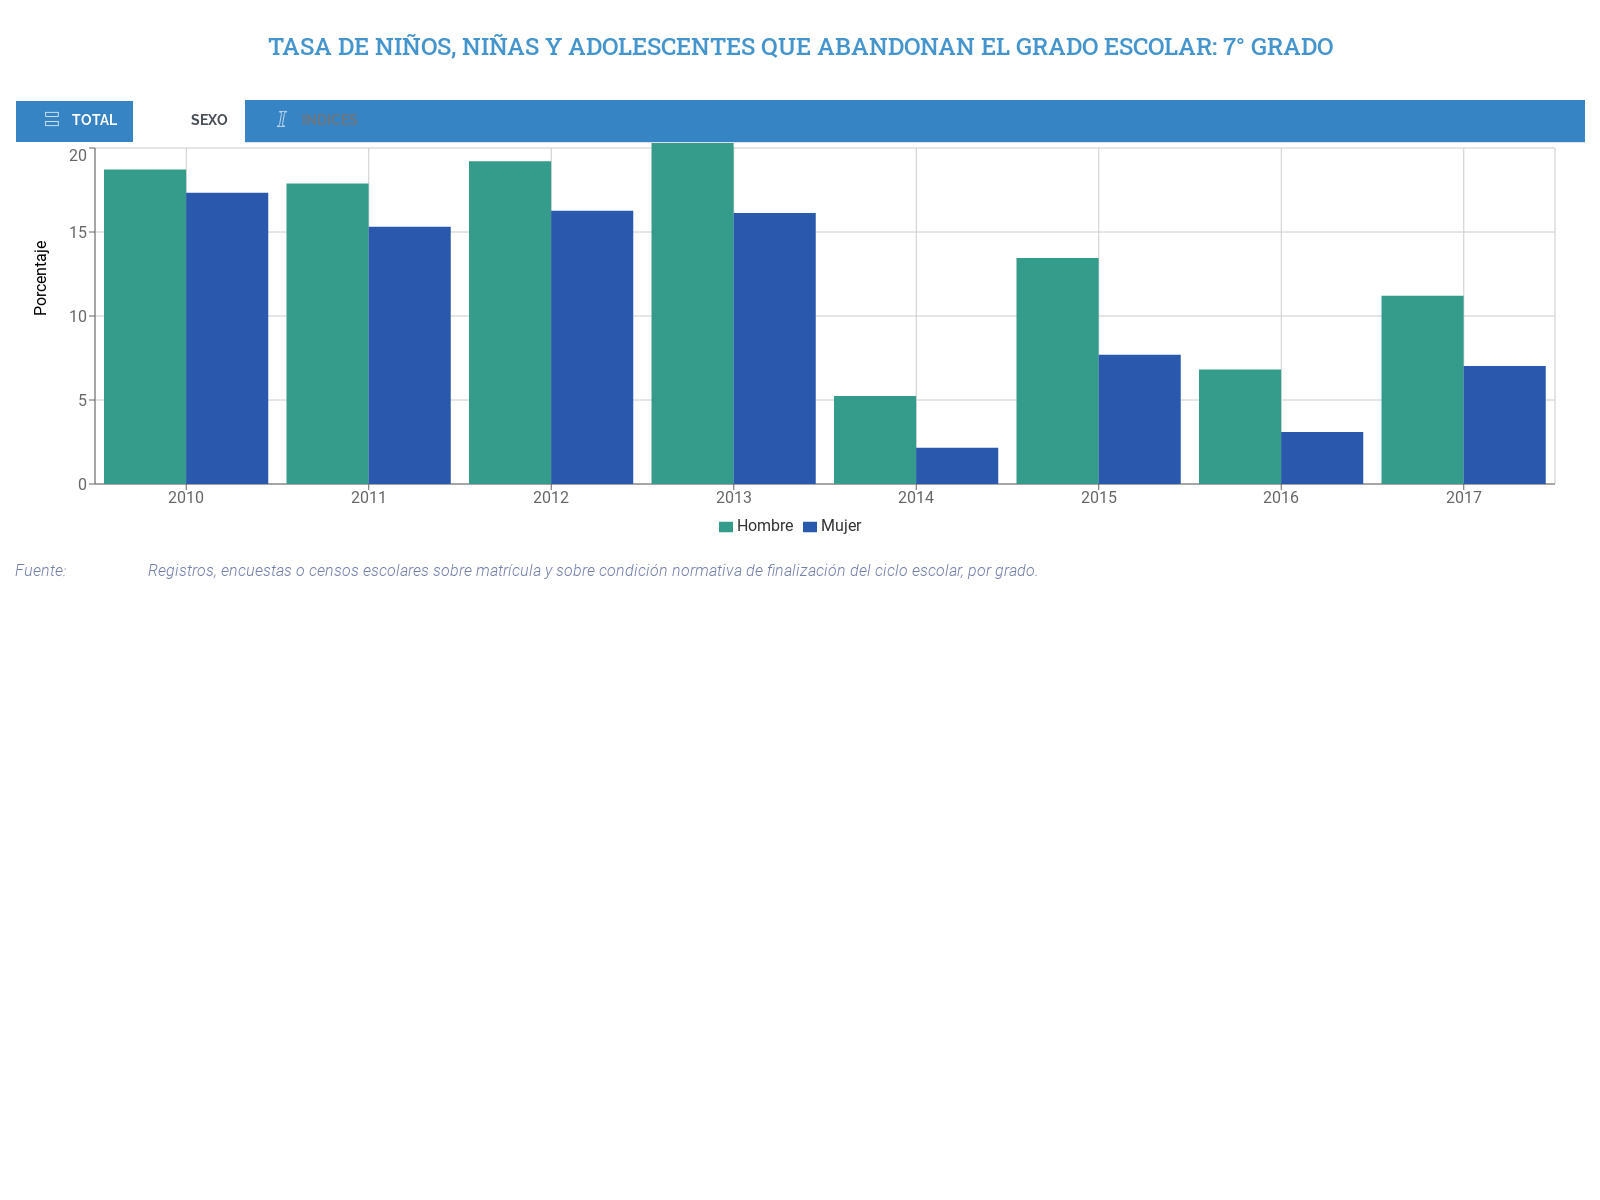 TASA DE NIÑOS, NIÑAS Y ADOLESCENTES QUE ABANDONAN EL GRADO ESCOLAR: 7° GRADO
TOTAL SEXO INDICES
20
15
10
5
0
Porcentaje
2010 2011 2012 2013 2014 2015 2016 2017
Hombre Mujer
Fuente: Registros, encuestas o censos escolares sobre matrícula y sobre condición normativa de finalización del ciclo escolar, por grado.